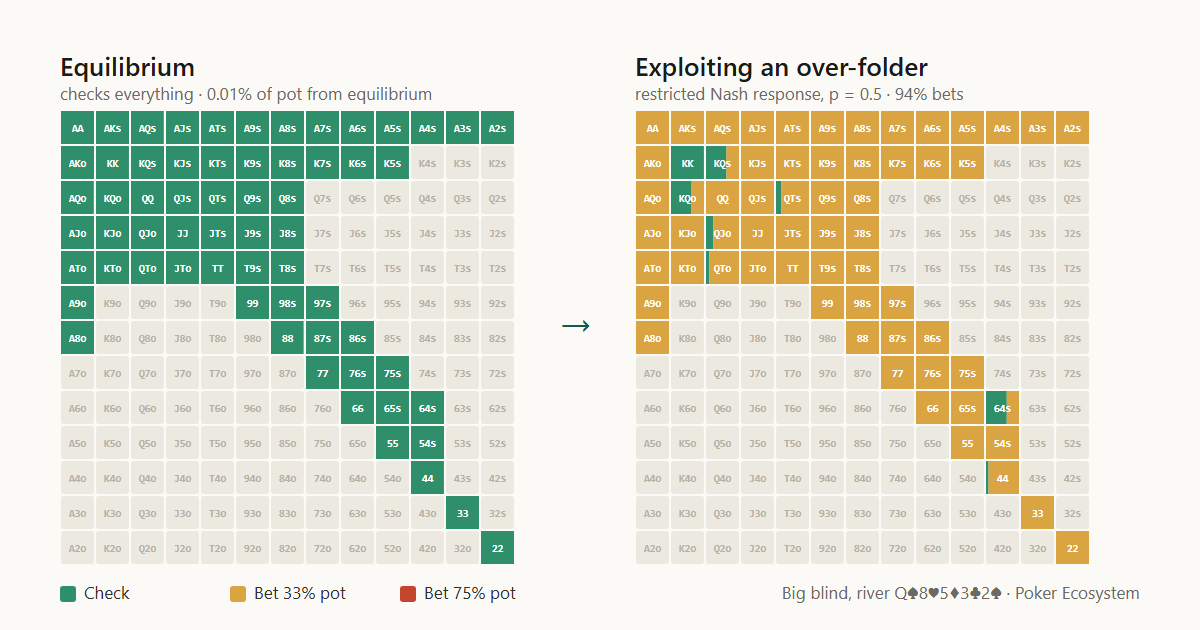 Equilibrium
checks everything · 0.01% of pot from equilibrium
AA AKs AQs AJs ATs A9s A8s A7s A6s A5s A4s A3s A2s
AKo KK KQs KJs KTs K9s K8s K7s K6s K5s K4s K3s K2s
AQo KQo QQ QJs QTs Q9s Q8s Q7s Q6s Q5s Q4s Q3s Q2s
AJo KJo QJo JJ JTs J9s J8s J7s J6s J5s J4s J3s J2s
ATo KTo QTo JTo TT T9s T8s T7s T6s T5s T4s T3s T2s
A9o K9o Q9o J9o T9o 99 98s 97s 96s 95s 94s 93s 92s
A8o K8o Q8o J8o T8o 98o 88 87s 86s 85s 84s 83s 82s
A7o K7o Q7o J7o T7o 97o 87o 77 76s 75s 74s 73s 72s
A6o K6o Q6o J6o T6o 96o 86o 76o 66 65s 64s 63s 62s
A5o K5o Q5o J5o T5o 95o 85o 75o 65o 55 54s 53s 52s
A4o K4o Q4o J4o T4o 94o 84o 74o 64o 54o 44 43s 42s
A3o K3o Q3o J3o T3o 93o 83o 73o 63o 53o 43o 33 32s
A2o K2o Q2o J2o T2o 92o 82o 72o 62o 52o 42o 32o 22
→
Exploiting an over-folder
restricted Nash response, p = 0.5 · 94% bets
AA AKs AQs AJs ATs A9s A8s A7s A6s A5s A4s A3s A2s
AKo KK KQs KJs KTs K9s K8s K7s K6s K5s K4s K3s K2s
AQo KQo QQ QJs QTs Q9s Q8s Q7s Q6s Q5s Q4s Q3s Q2s
AJo KJo QJo JJ JTs J9s J8s J7s J6s J5s J4s J3s J2s
ATo KTo QTo JTo TT T9s T8s T7s T6s T5s T4s T3s T2s
A9o K9o Q9o J9o T9o 99 98s 97s 96s 95s 94s 93s 92s
A8o K8o Q8o J8o T8o 98o 88 87s 86s 85s 84s 83s 82s
A7o K7o Q7o J7o T7o 97o 87o 77 76s 75s 74s 73s 72s
A6o K6o Q6o J6o T6o 96o 86o 76o 66 65s 64s 63s 62s
A5o K5o Q5o J5o T5o 95o 85o 75o 65o 55 54s 53s 52s
A4o K4o Q4o J4o T4o 94o 84o 74o 64o 54o 44 43s 42s
A3o K3o Q3o J3o T3o 93o 83o 73o 63o 53o 43o 33 32s
A2o K2o Q2o J2o T2o 92o 82o 72o 62o 52o 42o 32o 22
Check Bet 33% pot Bet 75% pot
Big blind, river Q♠8♥5♦3♣2♠ · Poker Ecosystem